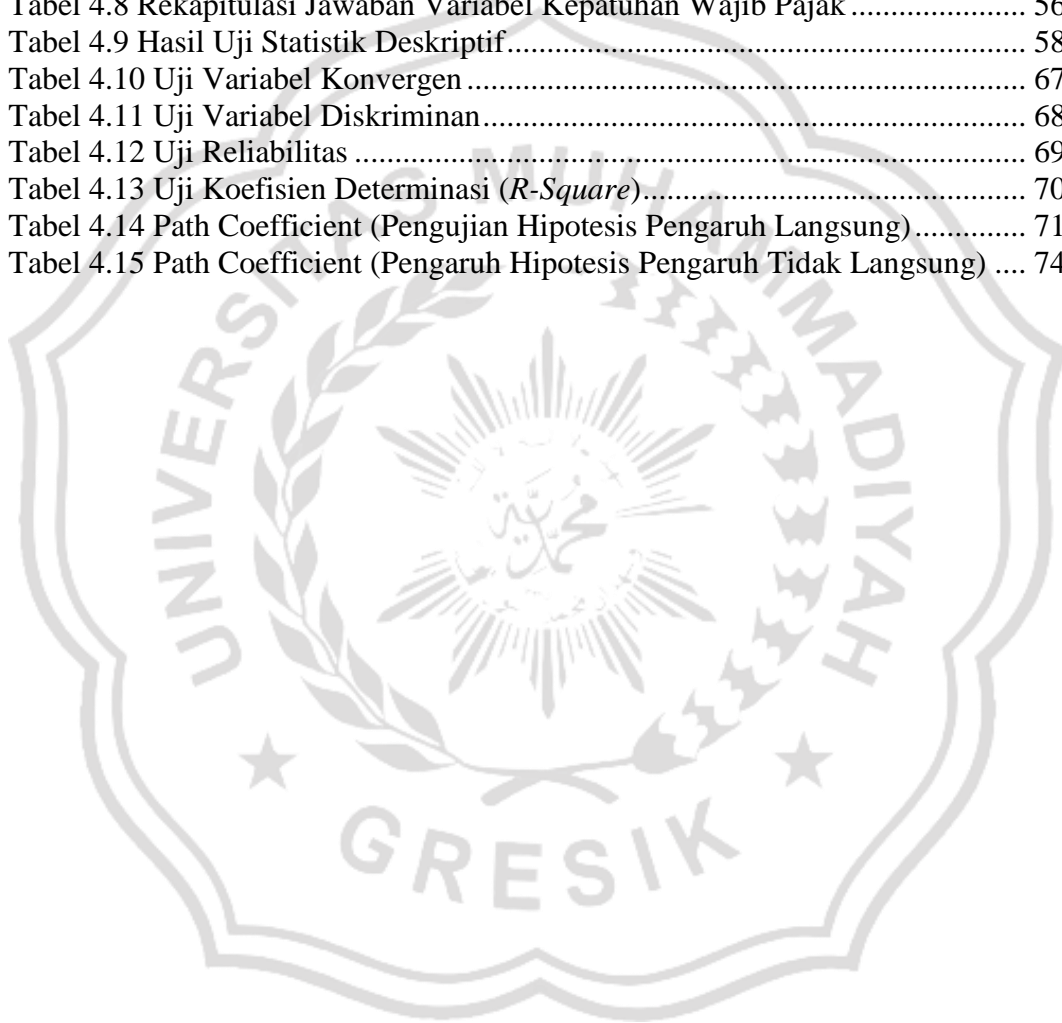 Tabel 4.8 Rekapitulasi Jawaban Variabel Kepatuhan Wajib Pajak ...................... 56
Tabel 4.9 Hasil Uji Statistik Deskriptif ................................................................. 58
Tabel 4.10 Uji Variabel Konvergen ...................................................................... 67
Tabel 4.11 Uji Variabel Diskriminan .................................................................... 68
Tabel 4.12 Uji Reliabilitas .................................................................................... 69
Tabel 4.13 Uji Koefisien Determinasi (R-Square) ................................................ 70
Tabel 4.14 Path Coefficient (Pengujian Hipotesis Pengaruh Langsung) .............. 71
Tabel 4.15 Path Coefficient (Pengaruh Hipotesis Pengaruh Tidak Langsung) .... 74
UNIVERSITAS MUHAMMADIYAH
GRESIK